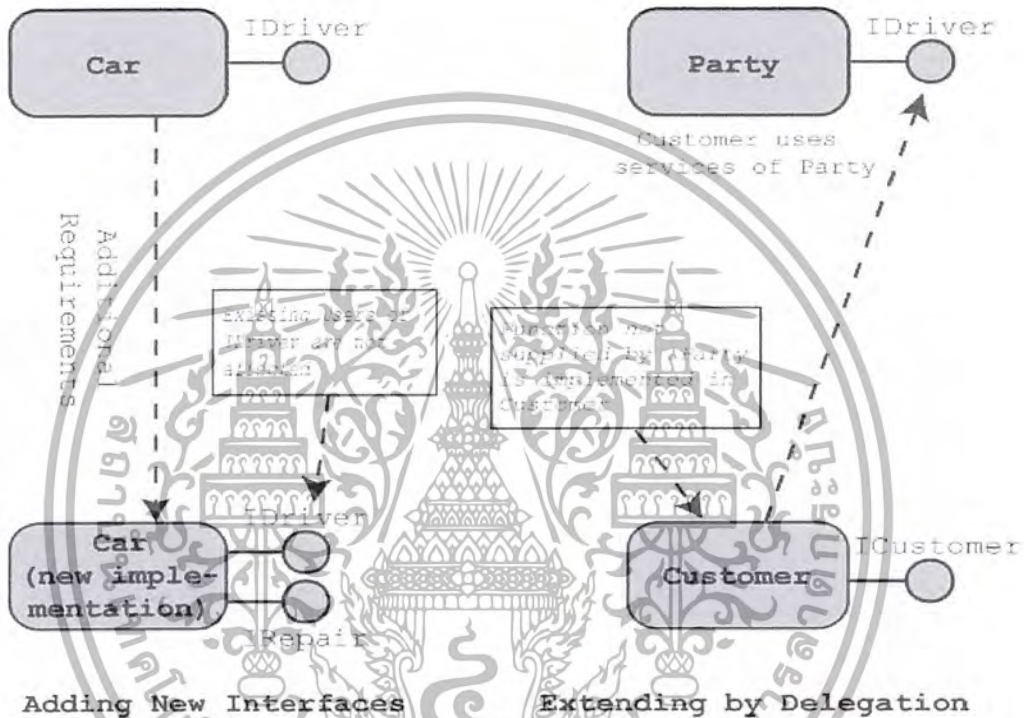 IDriver
Car
IDriver
Party
Customer uses
services of Party
Additional
Requirements
Existing Users of
IDriver are not
affected
Function not
supplied by
is implemented in
Customer
IDriver
Car
(new imple-
mentation)
IRepair
ICustomer
Customer
Adding New Interfaces
Extending by Delegation